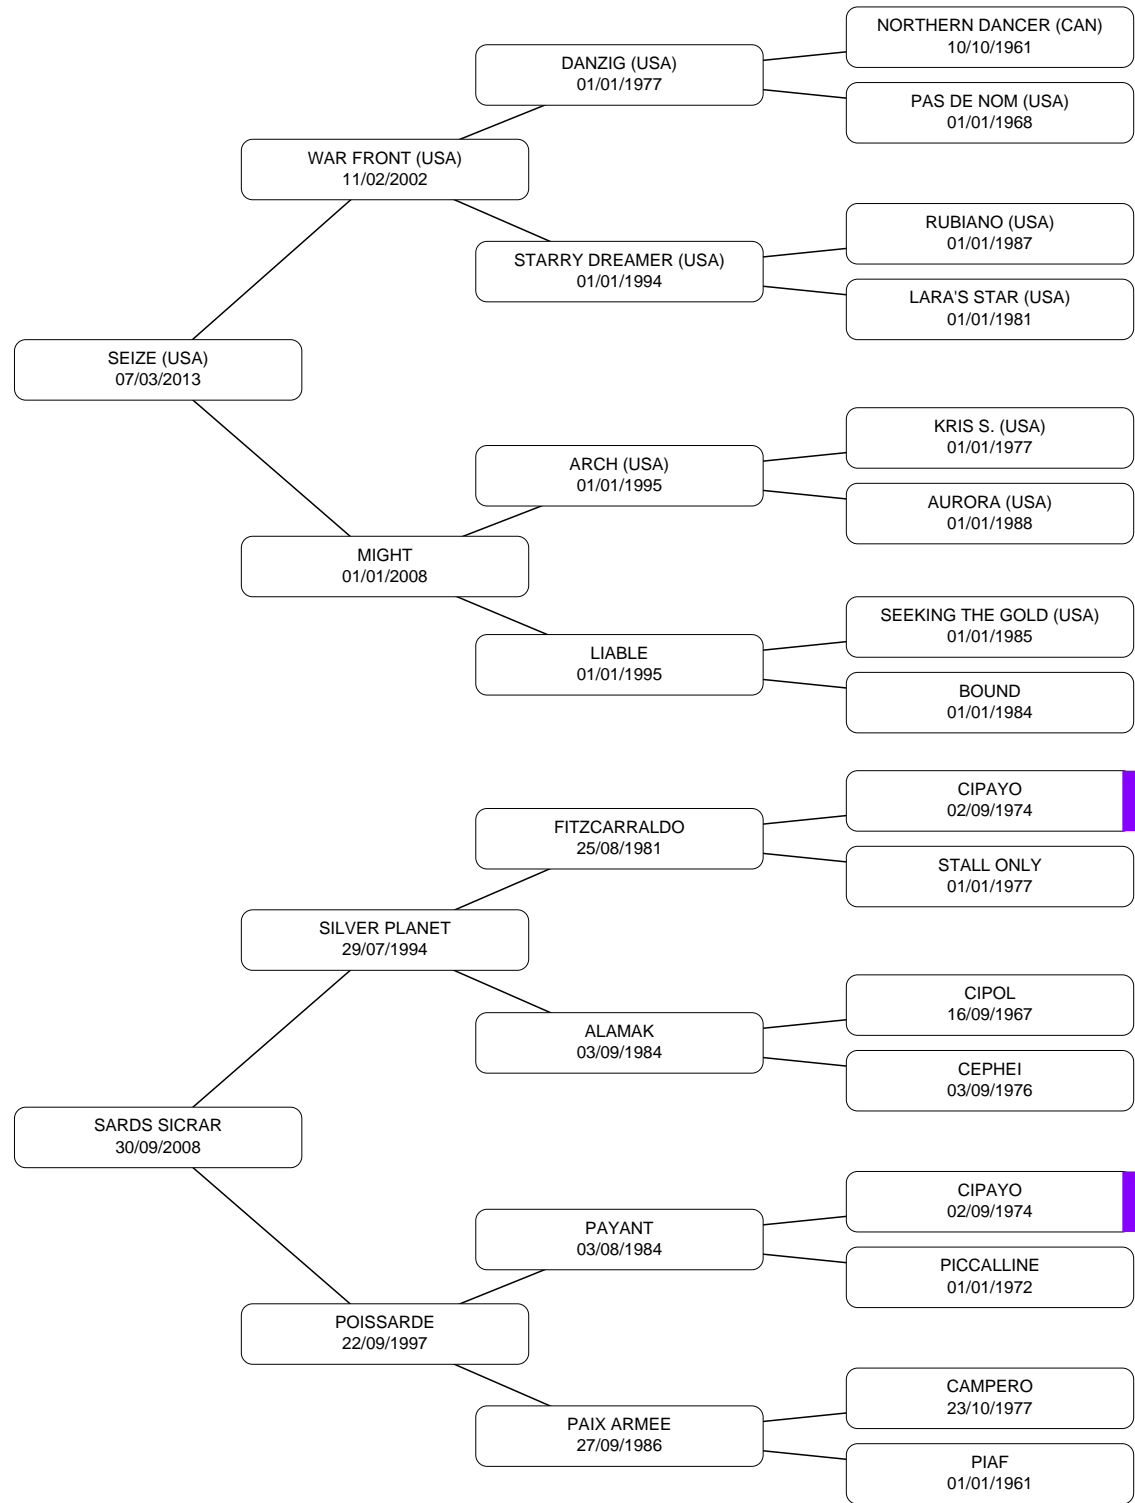 NORTHERN DANCER (CAN)
10/10/1961
DANZIG (USA)
01/01/1977
PAS DE NOM (USA)
01/01/1968
WAR FRONT (USA)
11/02/2002
RUBIANO (USA)
01/01/1987
STARRY DREAMER (USA)
01/01/1994
LARA'S STAR (USA)
01/01/1981
SEIZE (USA)
07/03/2013
KRIS S. (USA)
01/01/1977
ARCH (USA)
01/01/1995
AURORA (USA)
01/01/1988
MIGHT
01/01/2008
SEEKING THE GOLD (USA)
01/01/1985
LIABLE
01/01/1995
BOUND
01/01/1984
CIPAYO
02/09/1974
FITZCARRALDO
25/08/1981
STALL ONLY
01/01/1977
SILVER PLANET
29/07/1994
CIPOL
16/09/1967
ALAMAK
03/09/1984
CEPHEI
03/09/1976
SARDS SICRAR
30/09/2008
CIPAYO
02/09/1974
PAYANT
03/08/1984
PICCALLINE
01/01/1972
POISSARDE
22/09/1997
CAMPERO
23/10/1977
PAIX ARMEE
27/09/1986
PIAF
01/01/1961